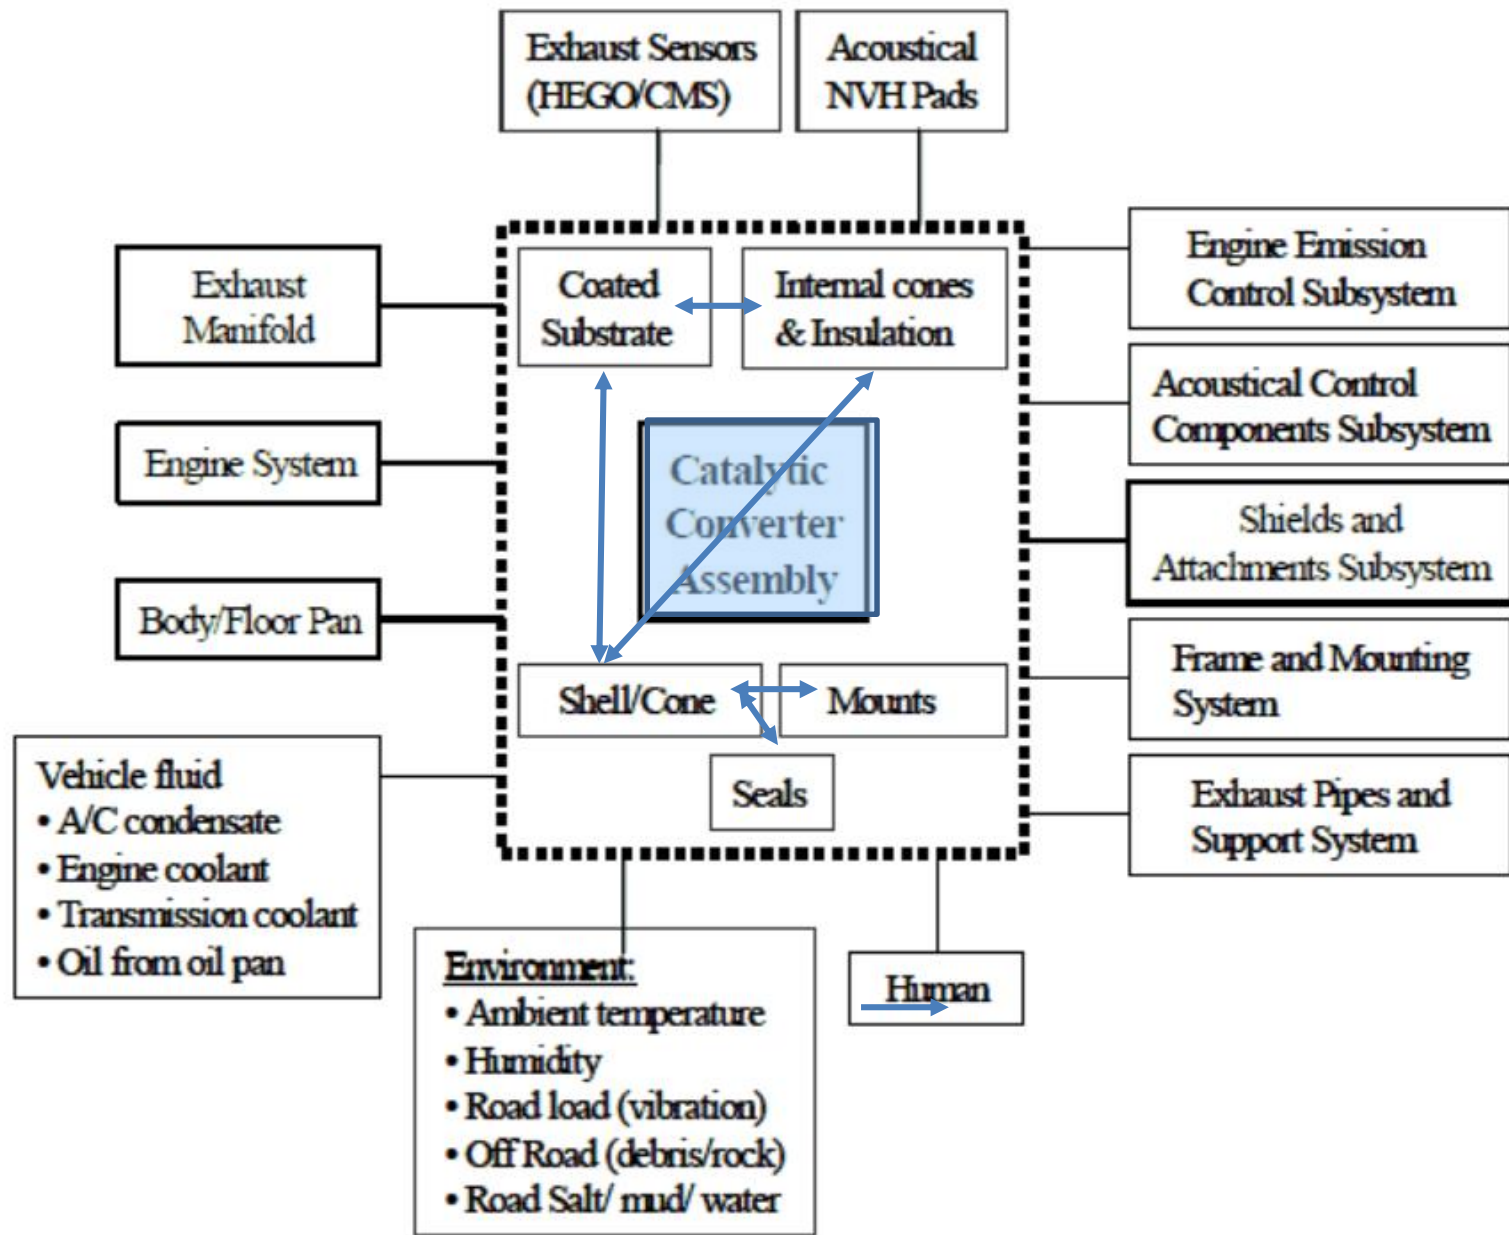 Exhaust Sensors
(HEGO/CMS)
Acoustical
NVH Pads
Exhaust
Manifold
Engine System
Body/Floor Pan
Vehicle fluid
• A/C condensate
• Engine coolant
• Transmission coolant
• Oil from oil pan
Coated
Substrate
Internal cones
& Insulation
Catalytic
Converter
Assembly
Shell/Cone
Mounts
Seals
Engine Emission
Control Subsystem
Acoustical Control
Components Subsystem
Shields and
Attachments Subsystem
Frame and Mounting
System
Exhaust Pipes and
Support System
Environment:
• Ambient temperature
• Humidity
• Road load (vibration)
• Off Road (debris/rock)
• Road Salt/ mud/ water
Human